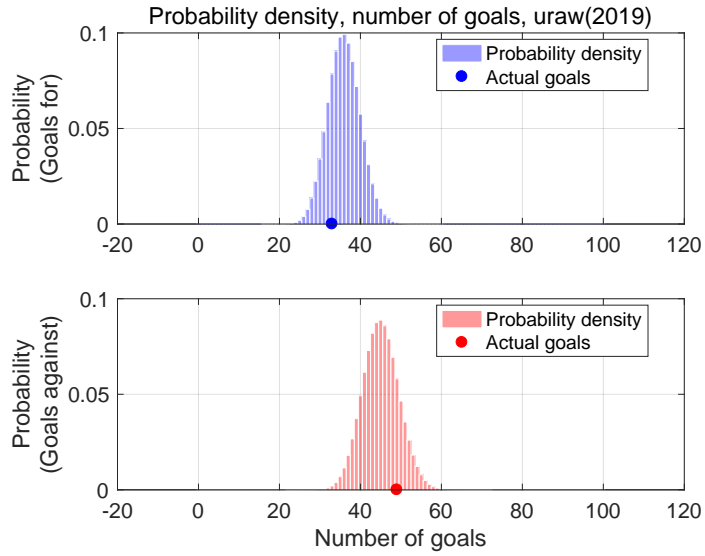 Probability density, number of goals, uraw(2019)
Probability
(Goals for)
0.1
0.05
0
Probability density
Actual goals
-20 0 20 40 60 80 100 120
Probability
(Goals against)
0.1
0.05
0
Probability density
Actual goals
-20 0 20 40 60 80 100 120
Number of goals